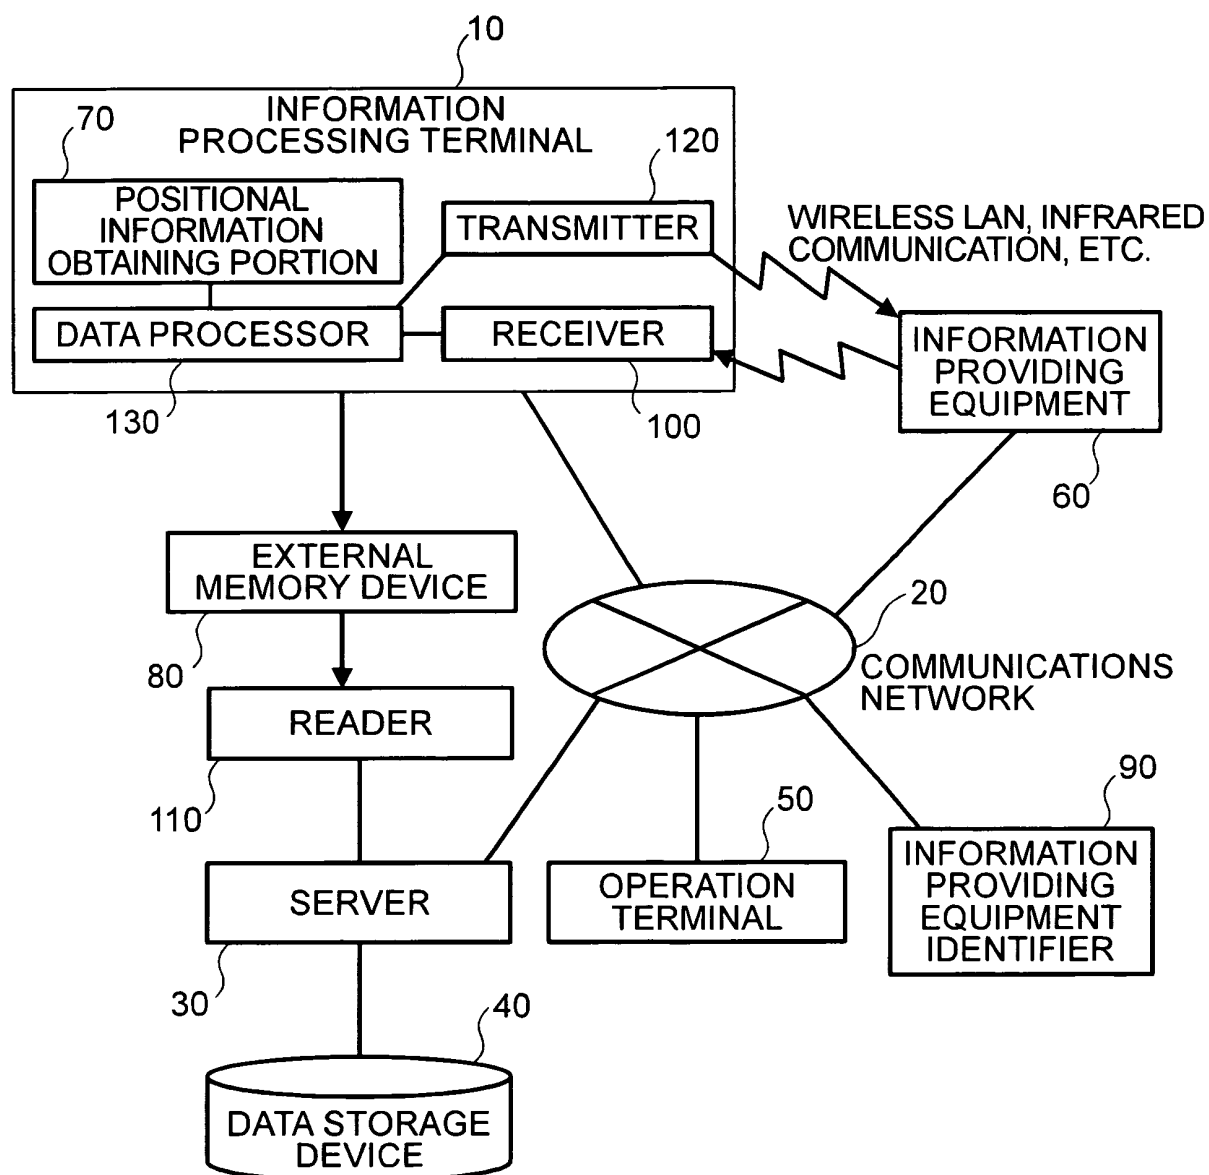 10
INFORMATION
PROCESSING TERMINAL
70
120
POSITIONAL
INFORMATION
OBTAINING PORTION
TRANSMITTER
WIRELESS LAN, INFRARED
COMMUNICATION, ETC.
DATA PROCESSOR
RECEIVER
INFORMATION
PROVIDING
EQUIPMENT
130
100
60
EXTERNAL
MEMORY DEVICE
20
80
COMMUNICATIONS
NETWORK
READER
110
50
90
SERVER
OPERATION
TERMINAL
INFORMATION
PROVIDING
EQUIPMENT
IDENTIFIER
30
40
DATA STORAGE
DEVICE